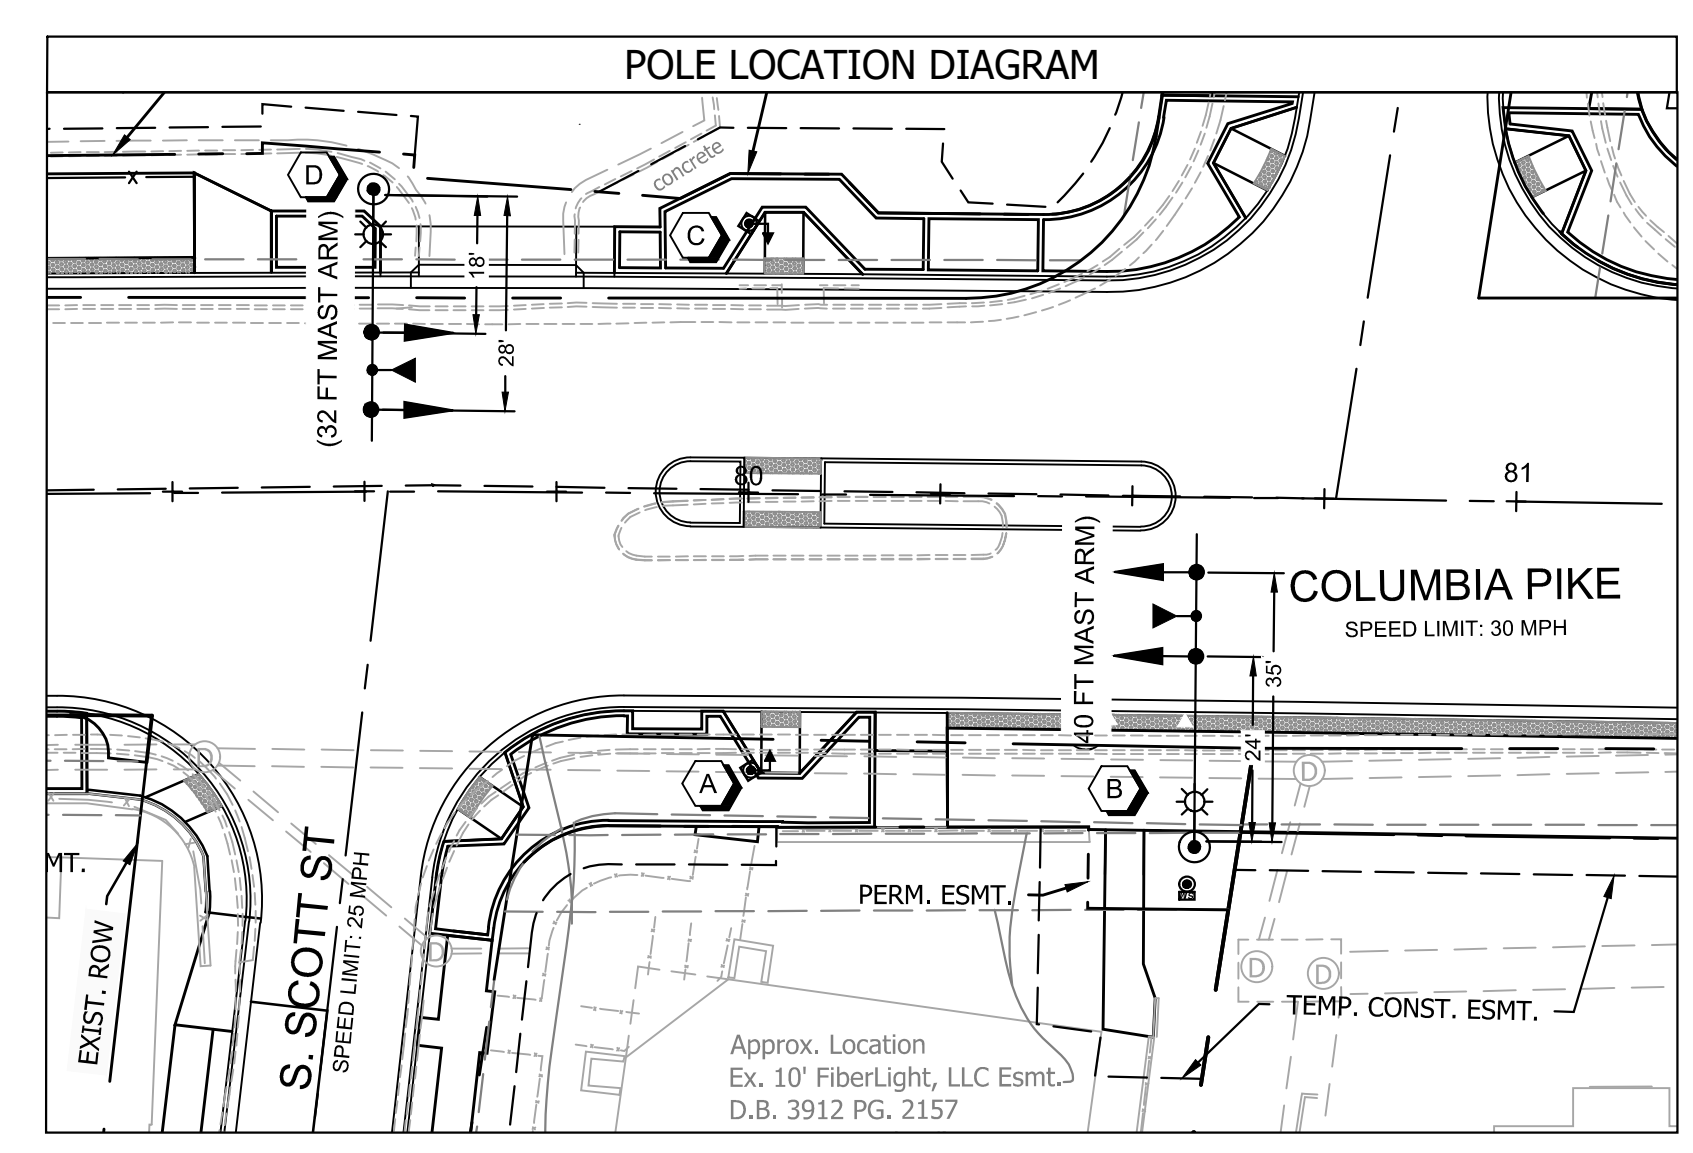 POLE LOCATION DIAGRAM
D
C
concrete
(32 FT MAST ARM)
18'
28'
80
81
(40 FT MAST ARM)
COLUMBIA PIKE
SPEED LIMIT: 30 MPH
35'
24'
D
A
B
D
MT.
EXIST. ROW
S. SCOTT ST
SPEED LIMIT: 25 MPH
D
PERM. ESMT.
D
D
TEMP. CONST. ESMT.
Approx. Location
Ex. 10' FiberLight, LLC Esmt.
D.B. 3912 PG. 2157